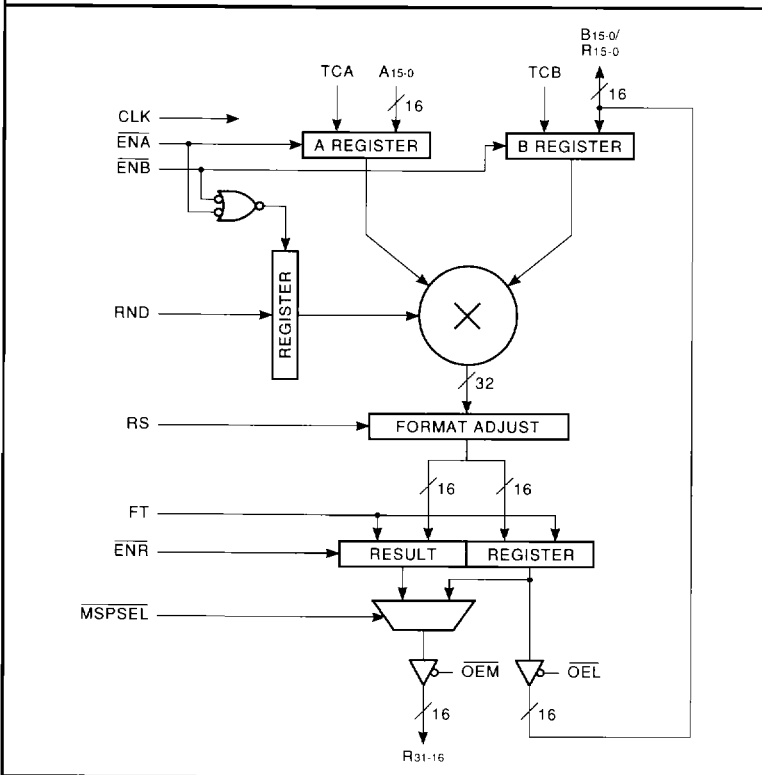 B15-0/
R15-0
TCA
A15-0
TCB
16
16
CLK
ENA
A REGISTER
B REGISTER
ENB
RND
REGISTER
32
RS
FORMAT ADJUST
16
16
FT
ENR
RESULT
REGISTER
MSPSEL
OEM
OEL
16
16
R31-16